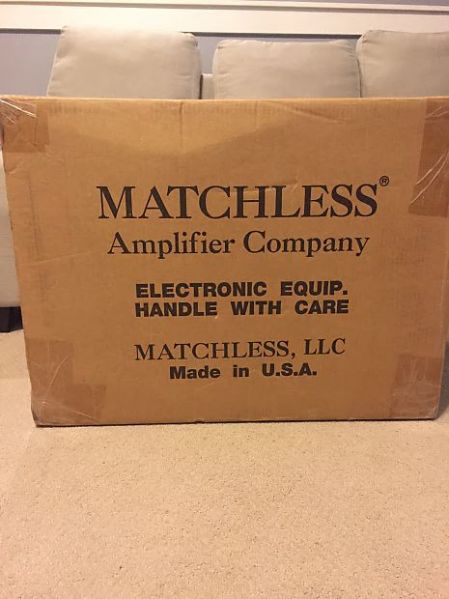 MATCHLESS®
Amplifier Company
ELECTRONIC EQUIP.
HANDLE WITH CARE
MATCHLESS, LLC
Made in U.S.A.